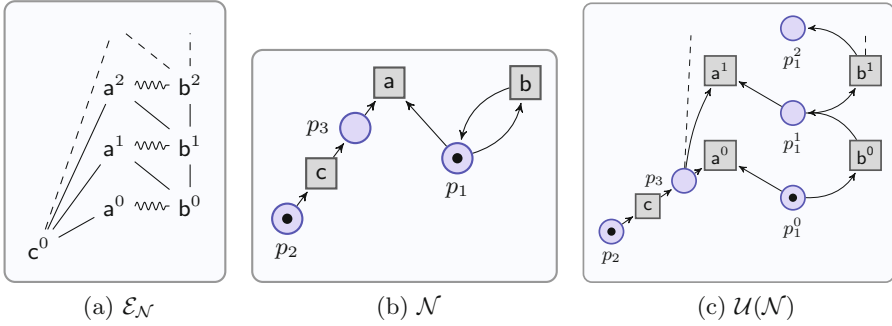 a² b²
a¹ b¹
a⁰ b⁰
c⁰
(a) ℰ_𝒩
a b
p₃
c
p₁
p₂
(b) 𝒩
p₁²
a¹ b¹
p₁¹
a⁰ b⁰
p₃
c
p₁⁰
p₂
(c) 𝒰(𝒩)